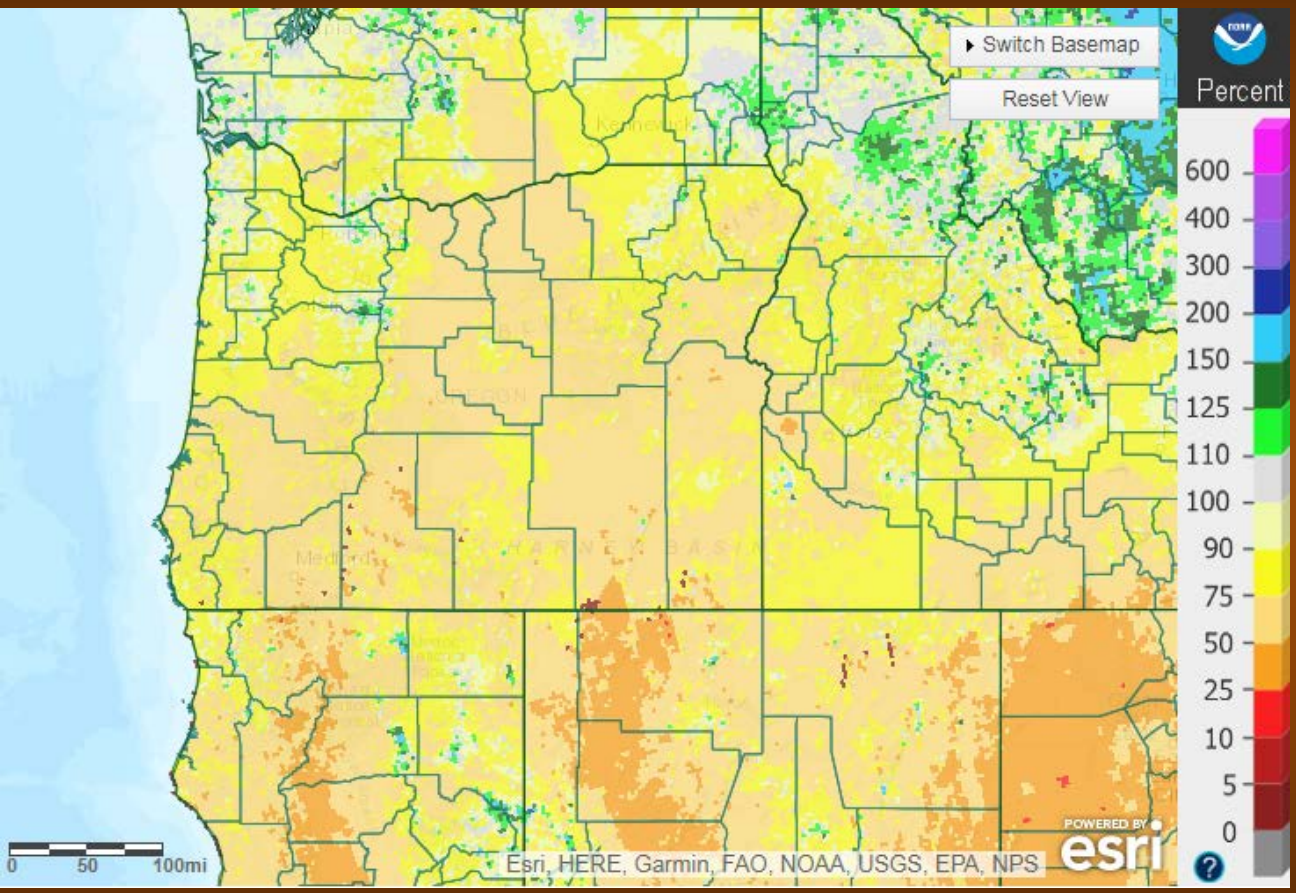 Switch Basemap
Reset View
NOAA
Percent
600
400
300
200
150
125
110
100
90
75
50
25
10
5
0
Kennewick
OREGON
HARNEY BASIN
Medford
0 50 100mi
Esri, HERE, Garmin, FAO, NOAA, USGS, EPA, NPS
POWERED BY
esri
?